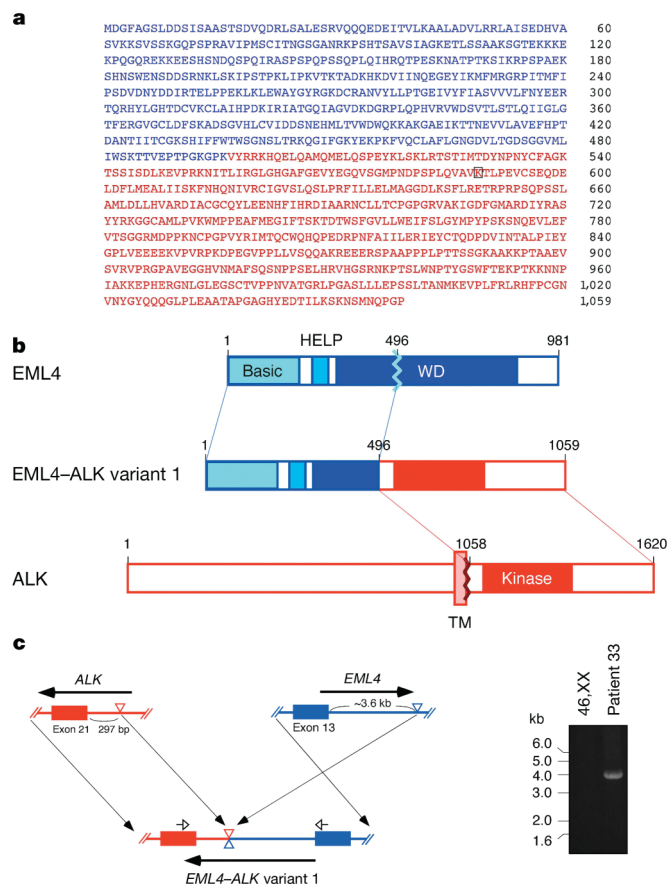 a
MDGFAGSLDDSISAASTSDVQDRLSALESRVQQQEDEITVLKAALADVLRRLAISEDHVA 60
SVKKSVSSKGQPSPRAVIPMSCITNGSGANRKPSHTSAVSIAGKETLSSAAKSGTEKKKE 120
KPQGQREKKEESHSNDQSPQIRASPSPQPSSQPLQIHRQTPESKNATPTKSIKRPSPAEK 180
SHNSWENSDDSRNKLSKIPSTPKLIPKVTKTADKHKDVIINQEGEYIKMFMRGRPITMFI 240
PSDVDNYDDIRTELPPEKLKLEWAYGYRGKDCRANVYLLPTGEIVYFIASVVVLFNYEER 300
TQRHYLGHTDCVKCLAIHPDKIRIATGQIAGVDKDGRPLQPHVRVWDSVTLSTLQIIGLG 360
TFERGVGCLDFSKADSGVHLCVIDDSNEHMLTVWDWQKKAKGAEIKTTNEVVLAVEFHPT 420
DANTIITCGKSHIFFWTWSGNSLTRKQGIFGKYEKPKFVQCLAFLGNGDVLTGDSGGVML 480
IWSKTTVEPTPGKGPKVYRRKHQELQAMQMELQSPEYKLSKLRTSTIMTDYNPNYCFAGK 540
TSSISDLKEVPRKNITLIRGLGHGAFGEVYEGQVSGMPNDPSPLQVAVKTLPEVCSEQDE 600
LDFLMEALIISKFNHQNIVRCIGVSLQSLPRFILLELMAGGDLKSFLRETRPRPSQPSSL 660
AMLDLLHVARDIACGCQYLEENHFIHRDIAARNCLLTCPGPGRVAKIGDFGMARDIYRAS 720
YYRKGGCAMLPVKWMPPEAFMEGIFTSKTDTWSFGVLLWEIFSLGYMPYPSKSNQEVLEF 780
VTSGGRMDPPKNCPGPVYRIMTQCWQHQPEDRPNFAIILERIEYCTQDPDVINTALPIEY 840
GPLVEEEEKVPVRPKDPEGVPPLLVSQQAKREEERSPAAPPPLPTTSSGKAAKKPTAAEV 900
SVRVPRGPAVEGGHVNMAFSQSNPPSELHRVHGSRNKPTSLWNPTYGSWFTEKPTKKNNP 960
IAKKEPHERGNLGLEGSCTVPPNVATGRLPGASLLLEPSSLTANMKEVPLFRLRHFPCGN 1,020
VNYGYQQQGLPLEAATAPGAGHYEDTILKSKNSMNQPGP 1,059
b
1 HELP 496 981
EML4 Basic WD
1 496 1059
EML4–ALK variant 1
1 1058 1620
ALK Kinase
TM
c
ALK EML4
~3.6 kb
Exon 21 297 bp Exon 13
EML4–ALK variant 1
46,XX Patient 33
kb
6.0
5.0
4.0
3.0
2.0
1.6